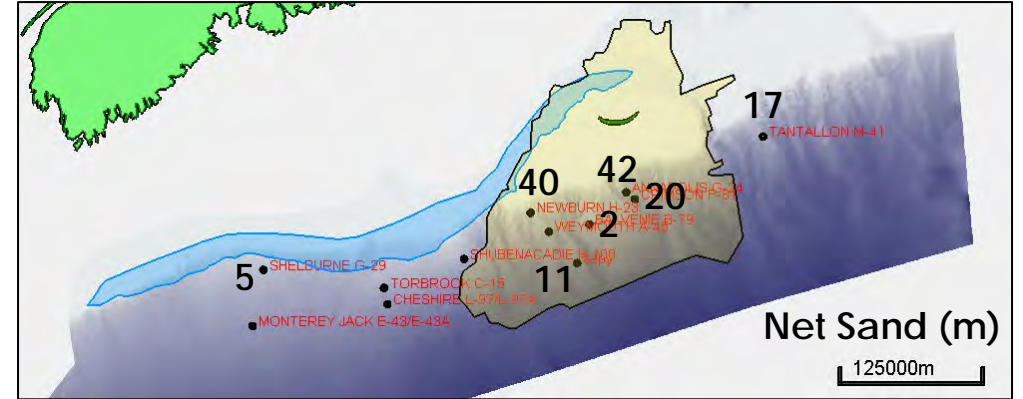 17
TANTALLON M-41
42
40
20
NEWBURN H-23
2
WEYMOUTH A-45
SHUBENACADIE H-100
11
5
SHELBURNE G-29
TORBROOK C-15
CHESHIRE L-97/L-97A
MONTEREY JACK E-43/E-43A
Net Sand (m)
125000m